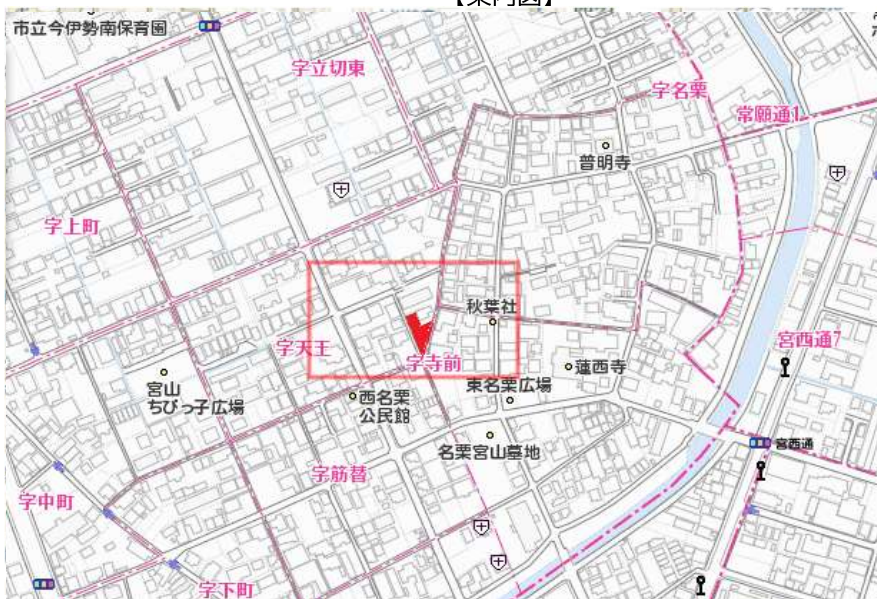 【案内図】
市立今伊勢南保育園
字立切東
字名栗
常願通1
普明寺
字上町
秋葉社
字天王
字寺前
蓮西寺
宮西通7
宮山
ちびっ子広場
西名栗
公民館
東名栗広場
宮西通
名栗宮山墓地
字筋替
字中町
字下町